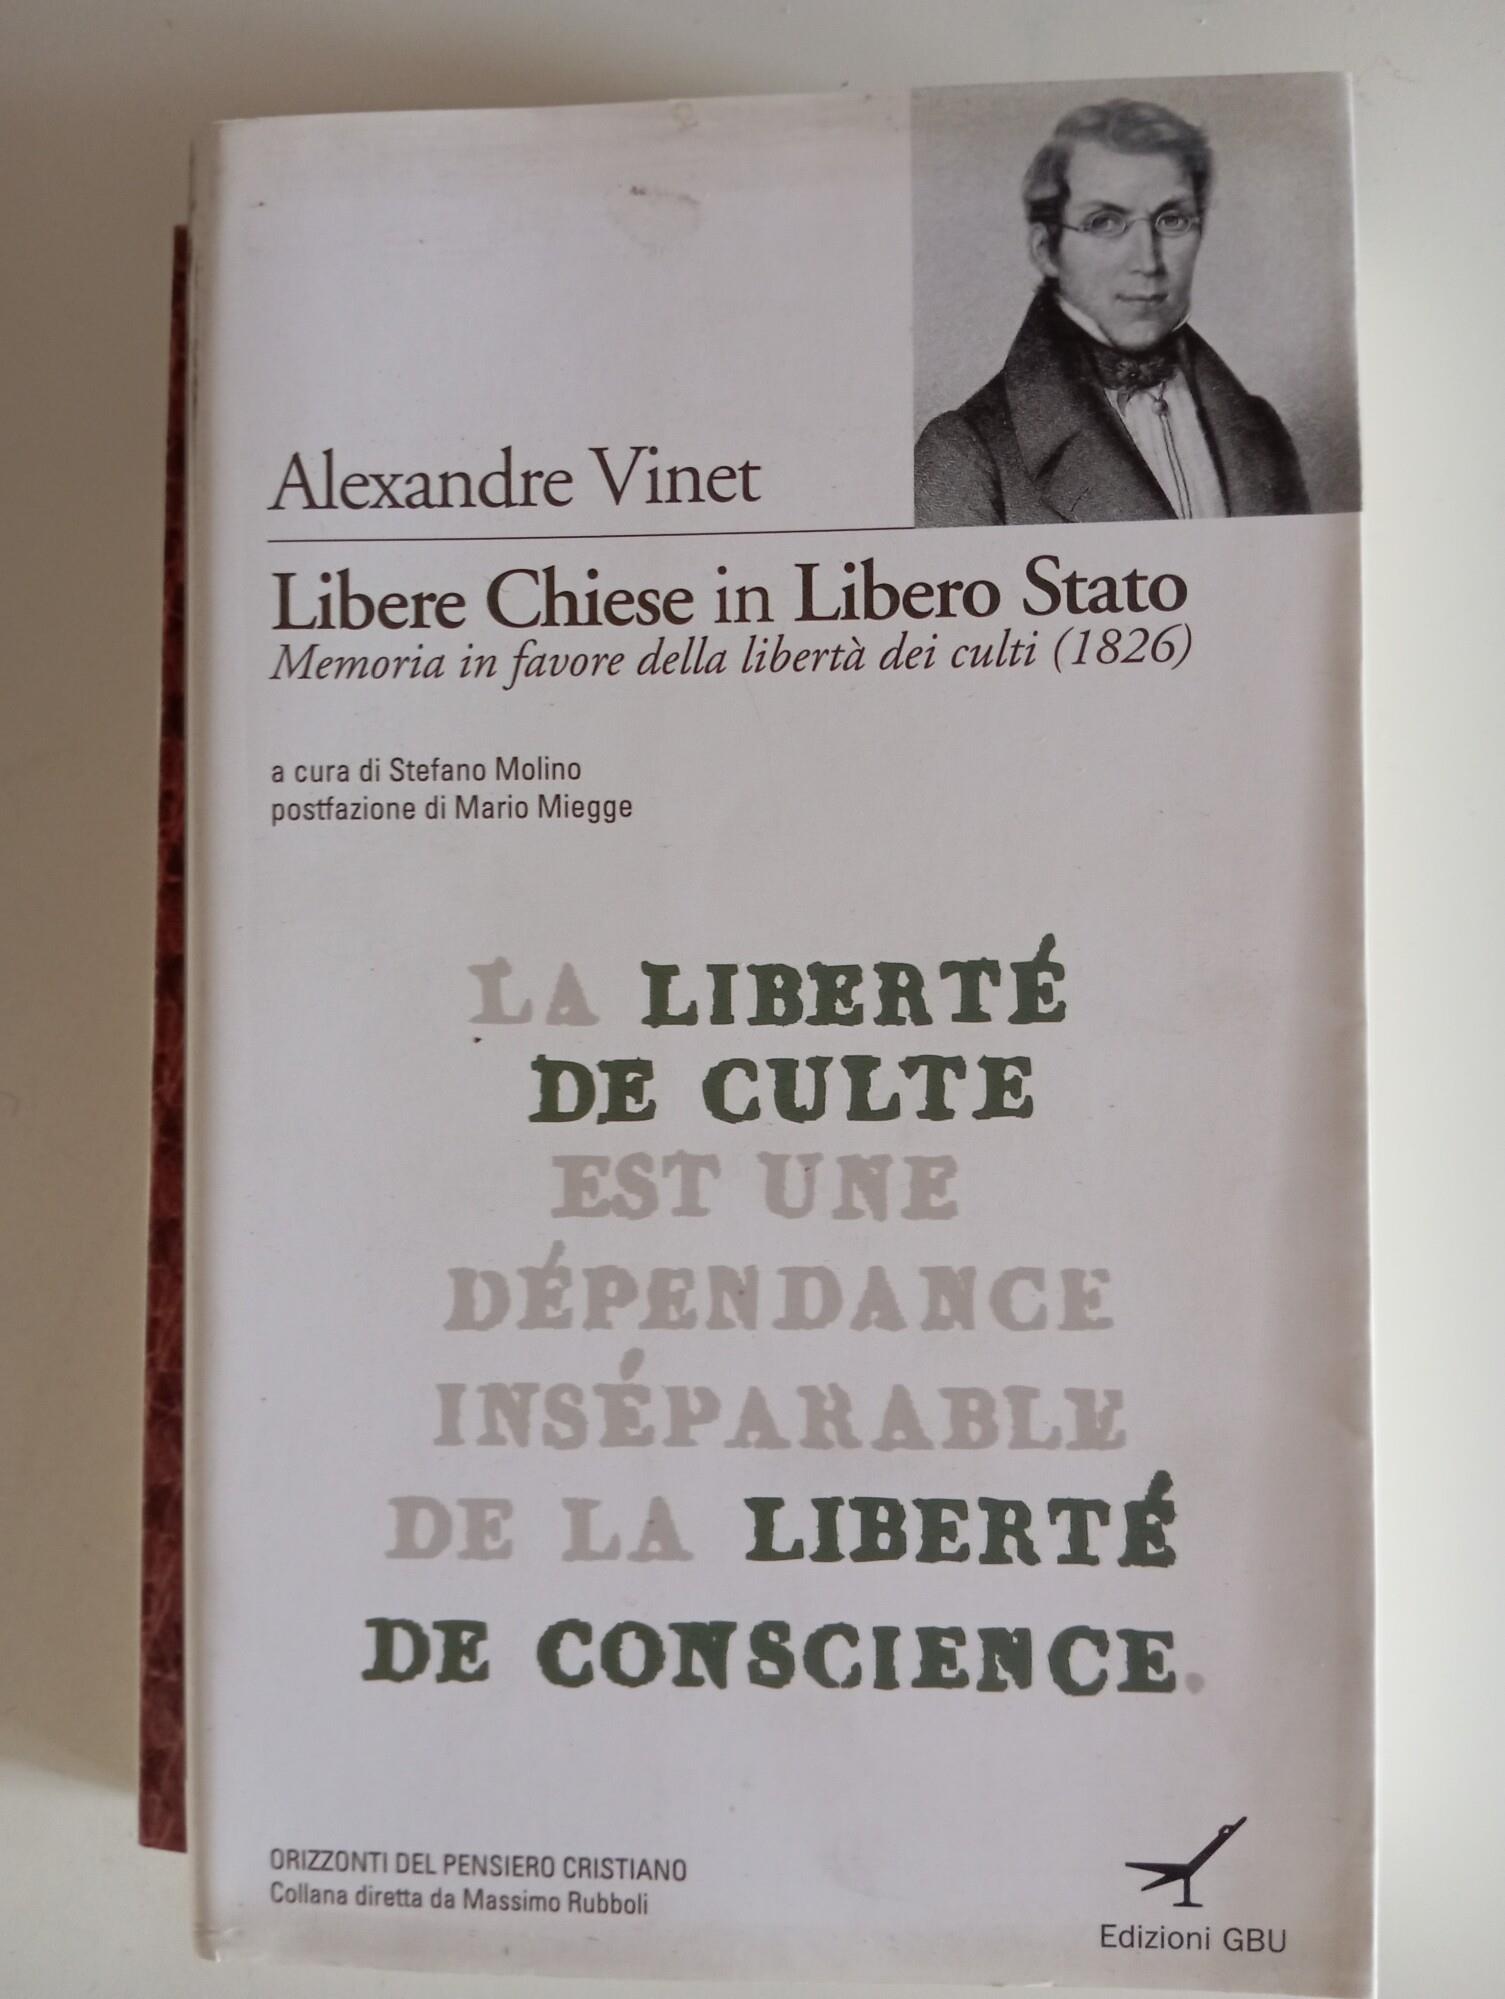 Alexandre Vinet
Libere Chiese in Libero Stato
Memoria in favore della libertà dei culti (1826)
a cura di Stefano Molino
postfazione di Mario Miegge
LA LIBERTÉ
DE CULTE
EST UNE
DÉPENDANCE
INSÉPARABLE
DE LA LIBERTÉ
DE CONSCIENCE.
ORIZZONTI DEL PENSIERO CRISTIANO
Collana diretta da Massimo Rubboli
Edizioni GBU